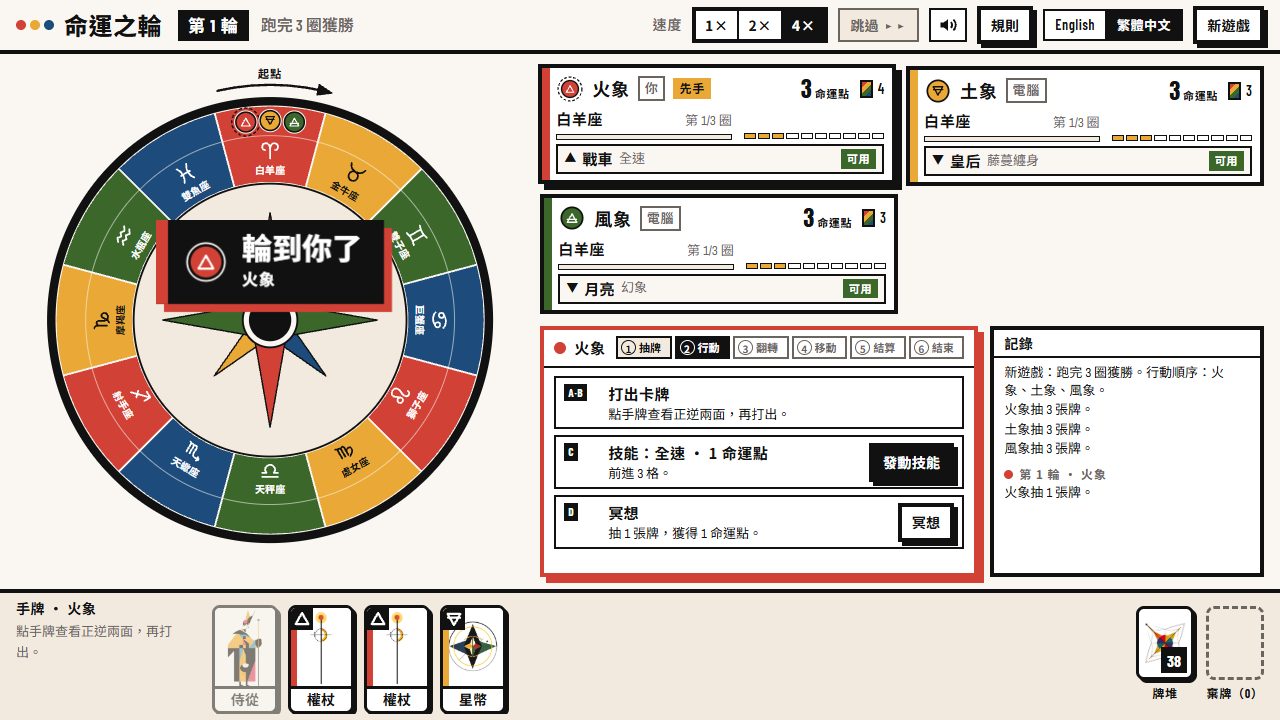 命運之輪
第 1 輪
跑完 3 圈獲勝
速度
1×
2×
4×
跳過 ▸▸
規則
English
繁體中文
新遊戲
起點
白羊座
金牛座
雙子座
巨蟹座
獅子座
處女座
天秤座
天蠍座
射手座
摩羯座
水瓶座
雙魚座
輪到你了
火象
火象
你
先手
3 命運點
4
白羊座
第 1/3 圈
▲ 戰車 全速
可用
土象
電腦
3 命運點
3
白羊座
第 1/3 圈
▼ 皇后 藤蔓纏身
可用
風象
電腦
3 命運點
3
白羊座
第 1/3 圈
▼ 月亮 幻象
可用
火象
1 抽牌
2 行動
3 翻轉
4 移動
5 結算
6 結束
A·B
打出卡牌
點手牌查看正逆兩面，再打出。
C
技能：全速 · 1 命運點
前進 3 格。
發動技能
D
冥想
抽 1 張牌，獲得 1 命運點。
冥想
記錄
新遊戲：跑完 3 圈獲勝。行動順序：火
象、土象、風象。
火象抽 3 張牌。
土象抽 3 張牌。
風象抽 3 張牌。
第 1 輪 · 火象
火象抽 1 張牌。
手牌 · 火象
點手牌查看正逆兩面，再打
出。
侍從
權杖
權杖
星幣
38
牌堆
棄牌（0）